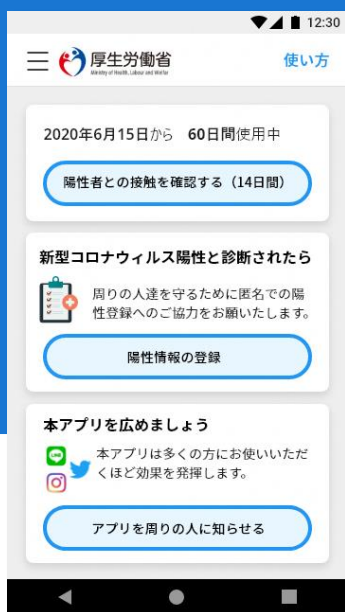 12:30
厚生労働省
Ministry of Health, Labour and Welfar
使い方
2020年6月15日から 60日間使用中
陽性者との接触を確認する（14日間）
新型コロナウィルス陽性と診断されたら
周りの人達を守るために匿名での陽
性登録へのご協力をお願いいたします。
陽性情報の登録
本アプリを広めましょう
LINE
本アプリは多くの方にお使いいただ
くほど効果を発揮します。
アプリを周りの人に知らせる